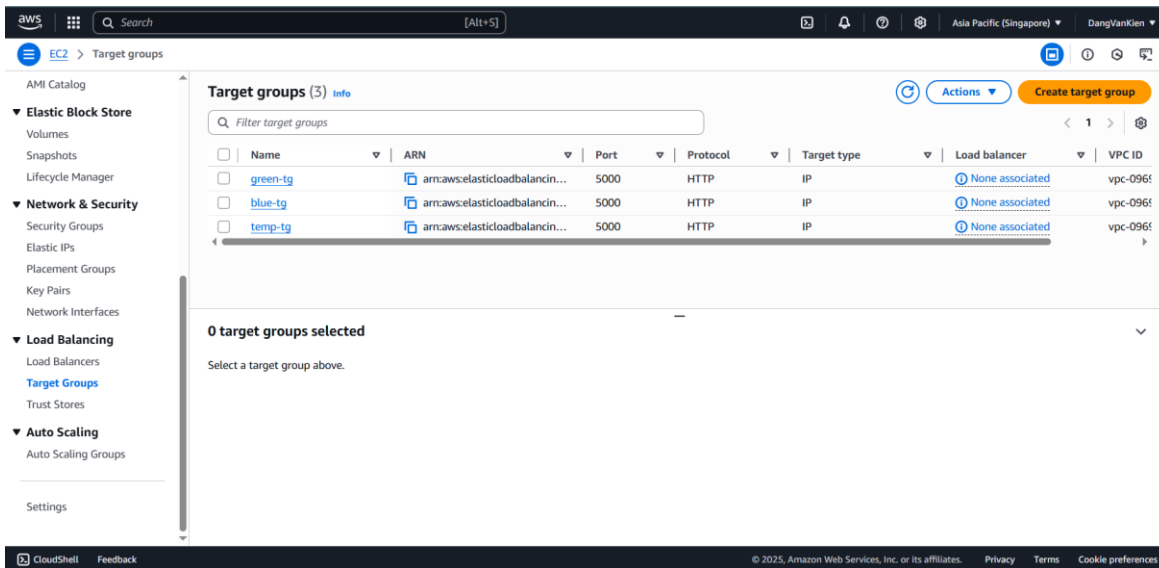 aws
Search
[Alt+S]
Asia Pacific (Singapore)
DangVanKien
EC2 > Target groups
AMI Catalog
Elastic Block Store
Volumes
Snapshots
Lifecycle Manager
Network & Security
Security Groups
Elastic IPs
Placement Groups
Key Pairs
Network Interfaces
Load Balancing
Load Balancers
Target Groups
Trust Stores
Auto Scaling
Auto Scaling Groups
Settings
Target groups (3) Info
Actions
Create target group
Filter target groups
1
Name ARN Port Protocol Target type Load balancer VPC ID
green-tg arn:aws:elasticloadbalancin... 5000 HTTP IP None associated vpc-0969
blue-tg arn:aws:elasticloadbalancin... 5000 HTTP IP None associated vpc-0969
temp-tg arn:aws:elasticloadbalancin... 5000 HTTP IP None associated vpc-0969
0 target groups selected
Select a target group above.
CloudShell Feedback
© 2025, Amazon Web Services, Inc. or its affiliates. Privacy Terms Cookie preferences